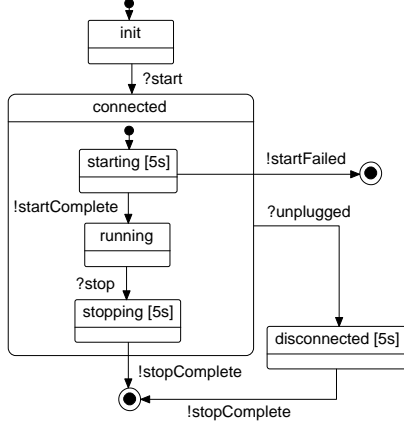 init
?start
connected
starting [5s]
!startFailed
!startComplete
?unplugged
running
?stop
stopping [5s]
disconnected [5s]
!stopComplete
!stopComplete